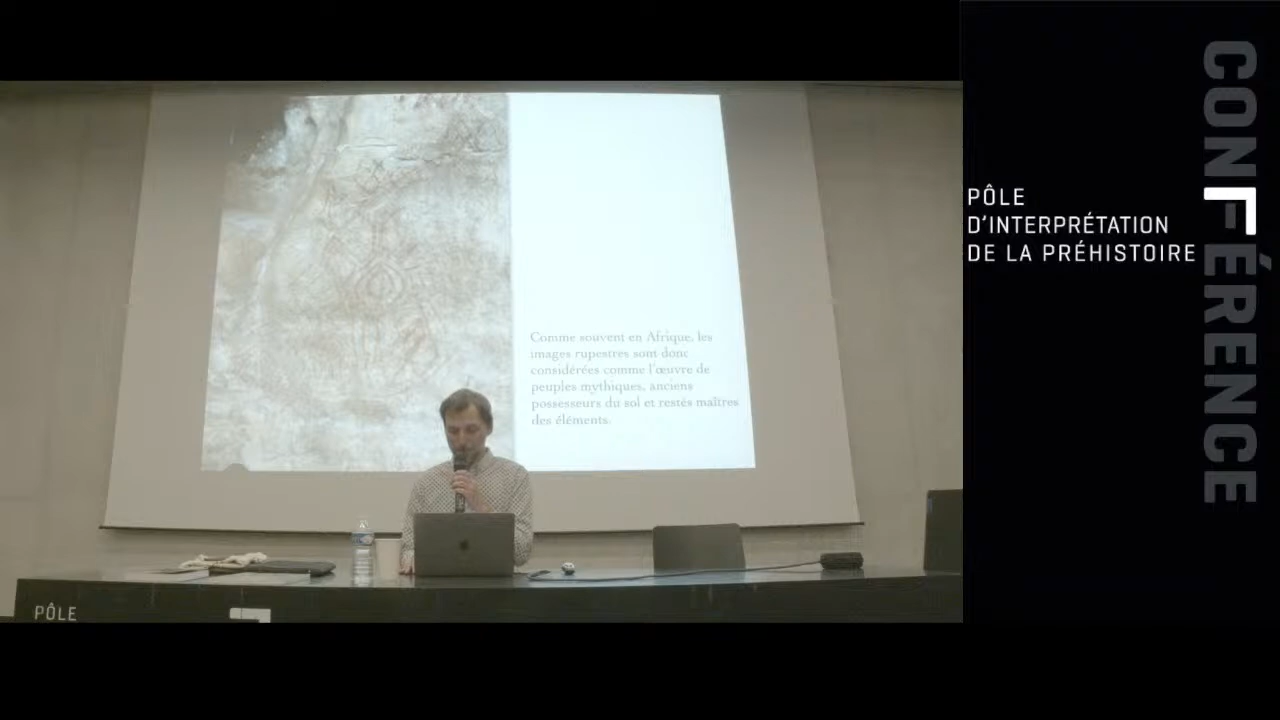 Comme souvent en Afrique, les
images rupestres sont donc
considérées comme l'œuvre de
peuples mythiques, anciens
possesseurs du sol et restés maîtres
des éléments.
PÔLE
PÔLE
D'INTERPRÉTATION
DE LA PRÉHISTOIRE
CONFÉRENCE